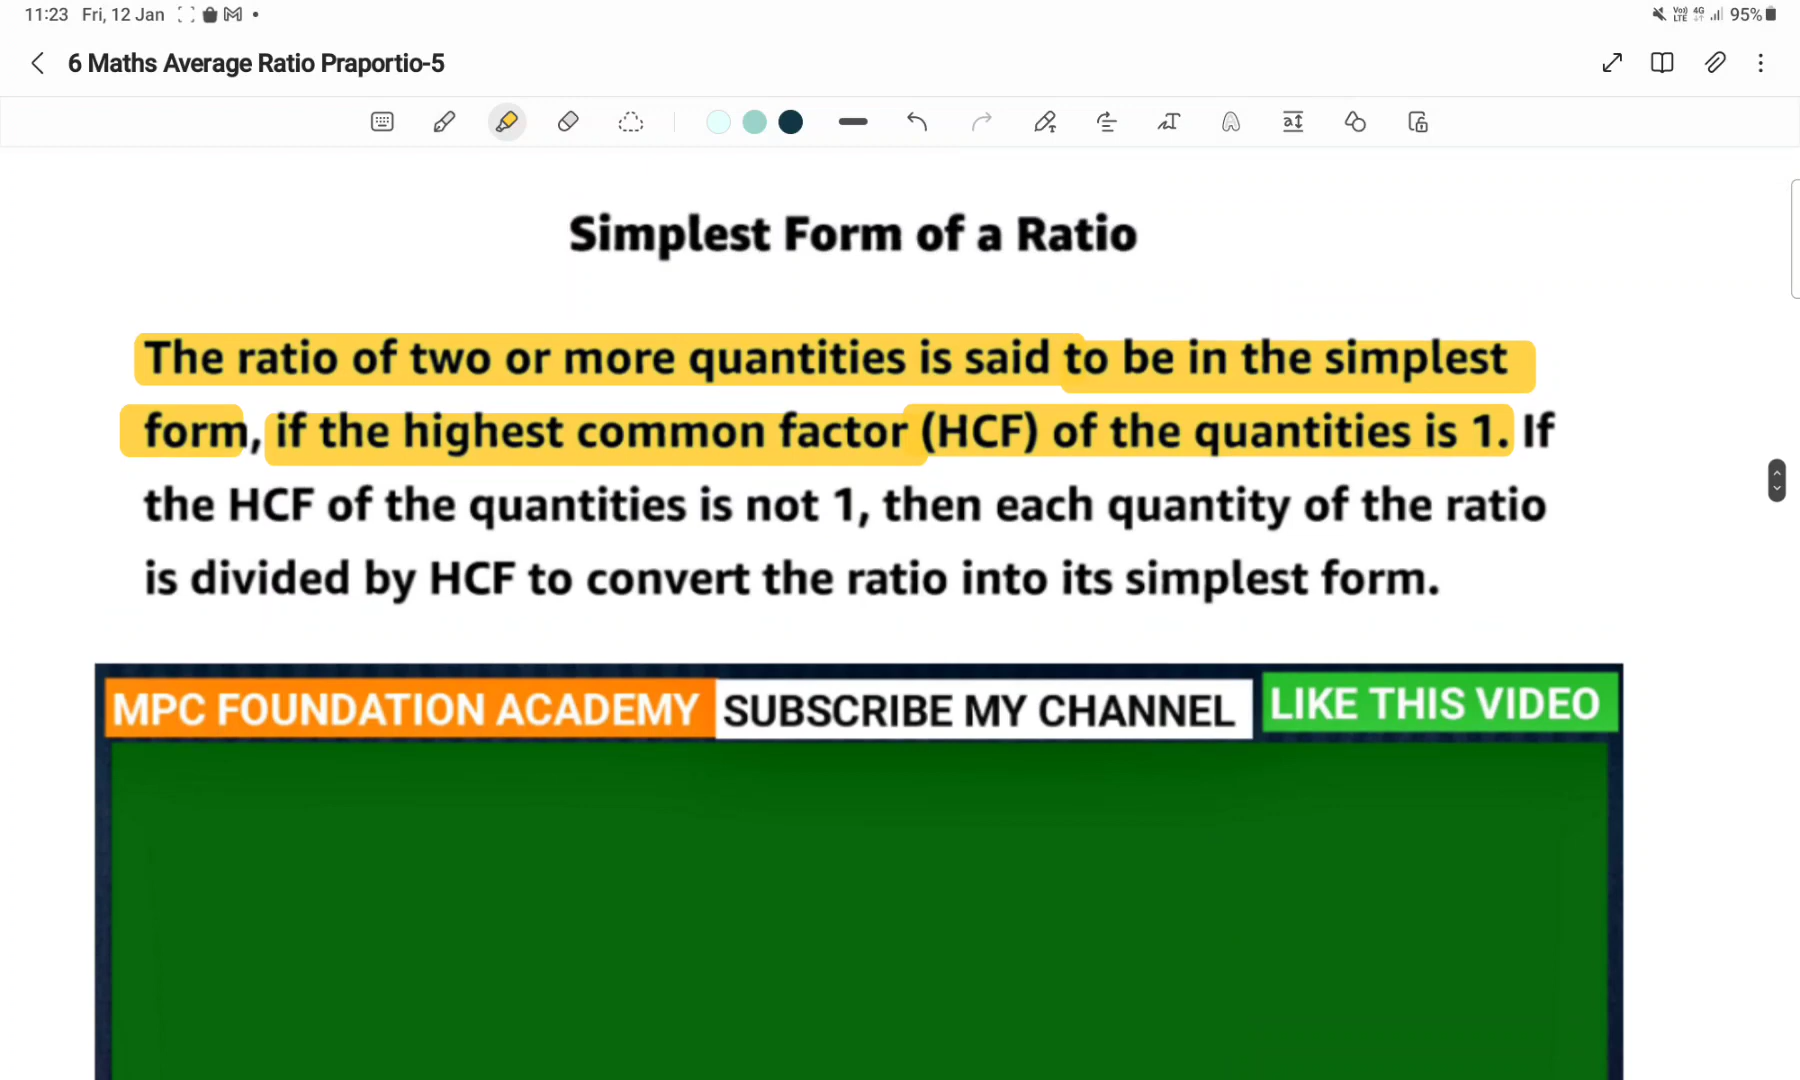 11:23 Fri, 12 Jan 95%
6 Maths Average Ratio Praportio-5
Simplest Form of a Ratio
The ratio of two or more quantities is said to be in the simplest
form, if the highest common factor (HCF) of the quantities is 1. If
the HCF of the quantities is not 1, then each quantity of the ratio
is divided by HCF to convert the ratio into its simplest form.
MPC FOUNDATION ACADEMY SUBSCRIBE MY CHANNEL LIKE THIS VIDEO